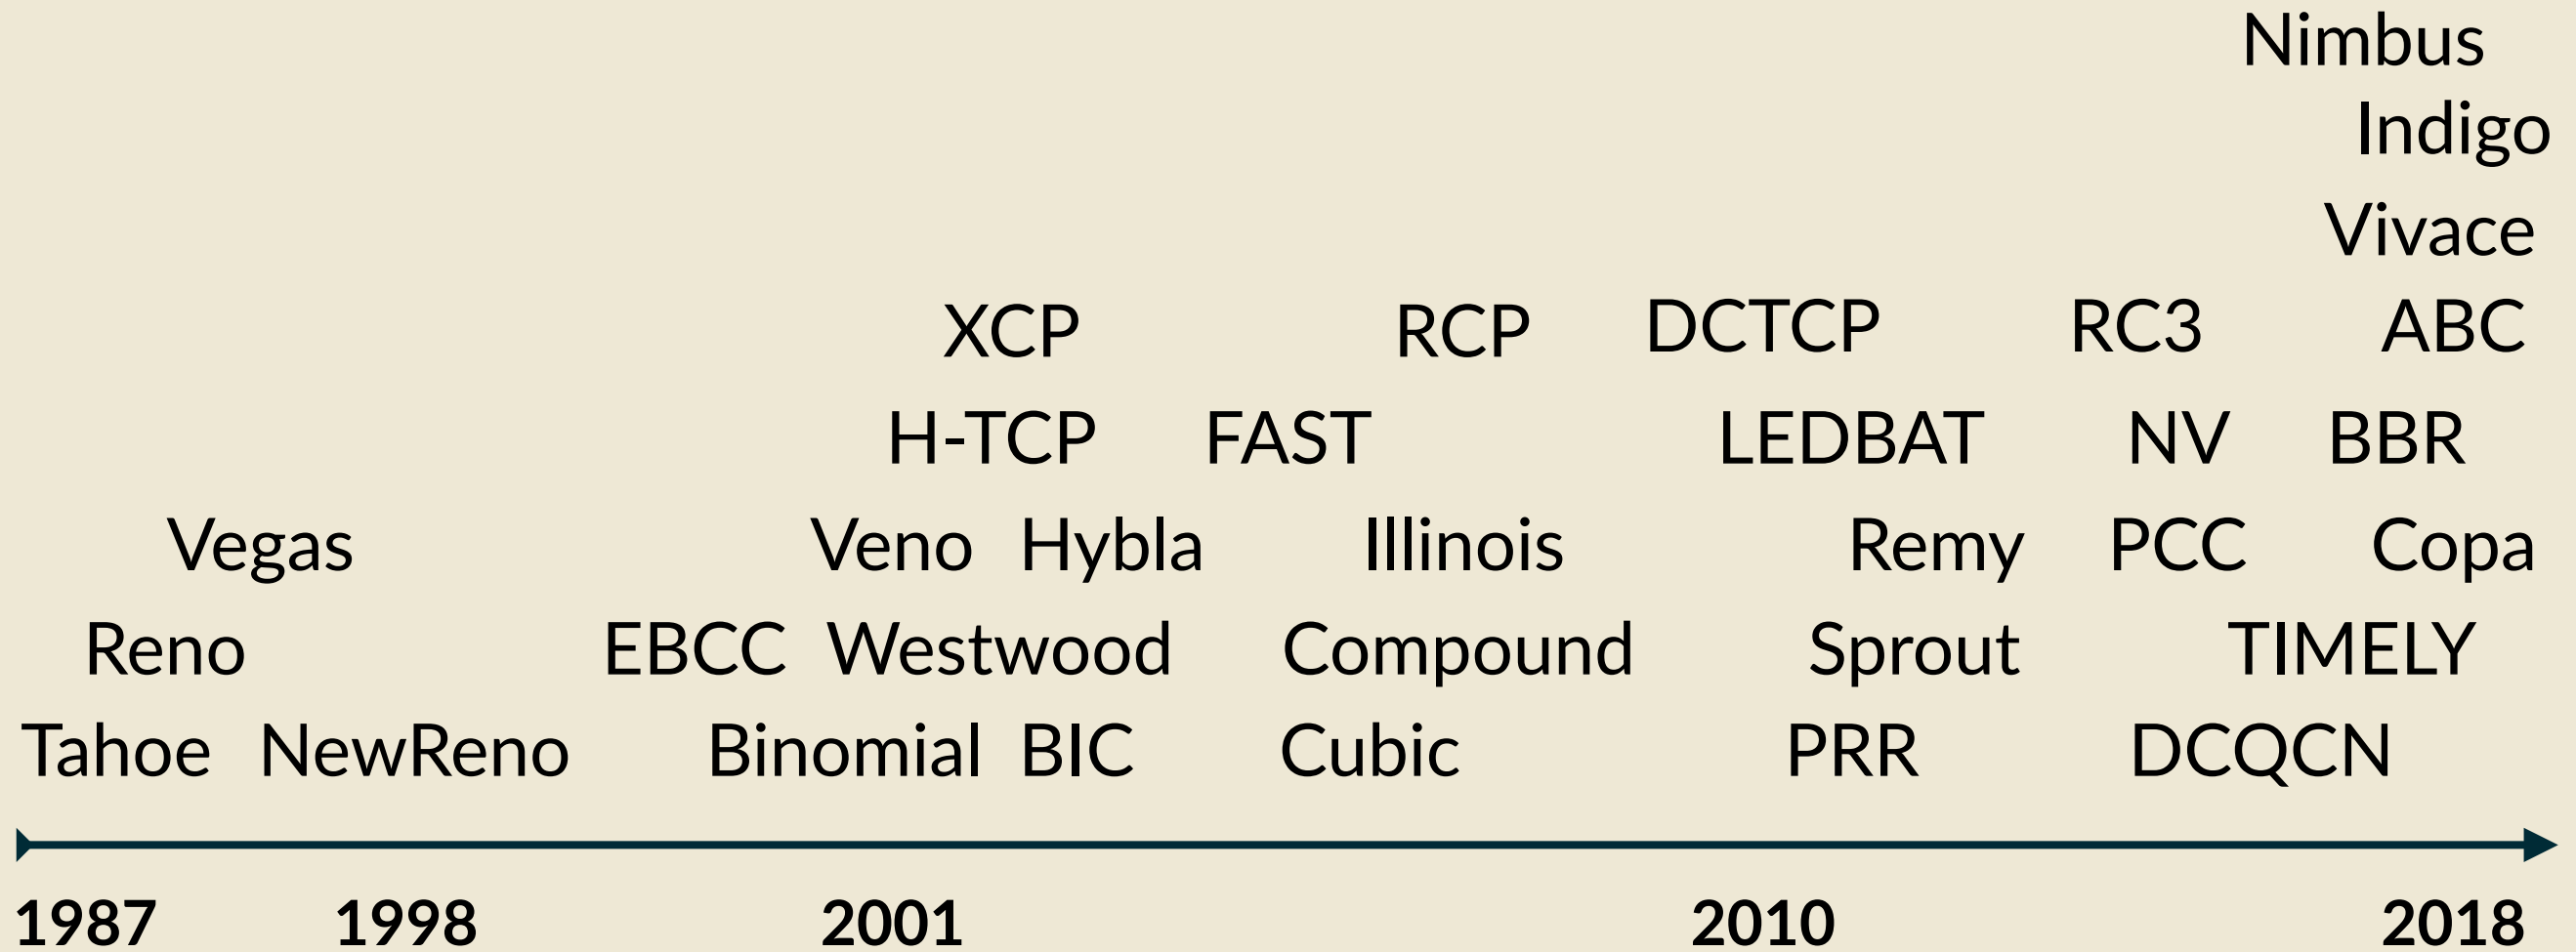 Nimbus
Indigo
Vivace
XCP RCP DCTCP RC3 ABC
H-TCP FAST LEDBAT NV BBR
Vegas Veno Hybla Illinois Remy PCC Copa
Reno EBCC Westwood Compound Sprout TIMELY
Tahoe NewReno Binomial BIC Cubic PRR DCQCN
1987 1998 2001 2010 2018